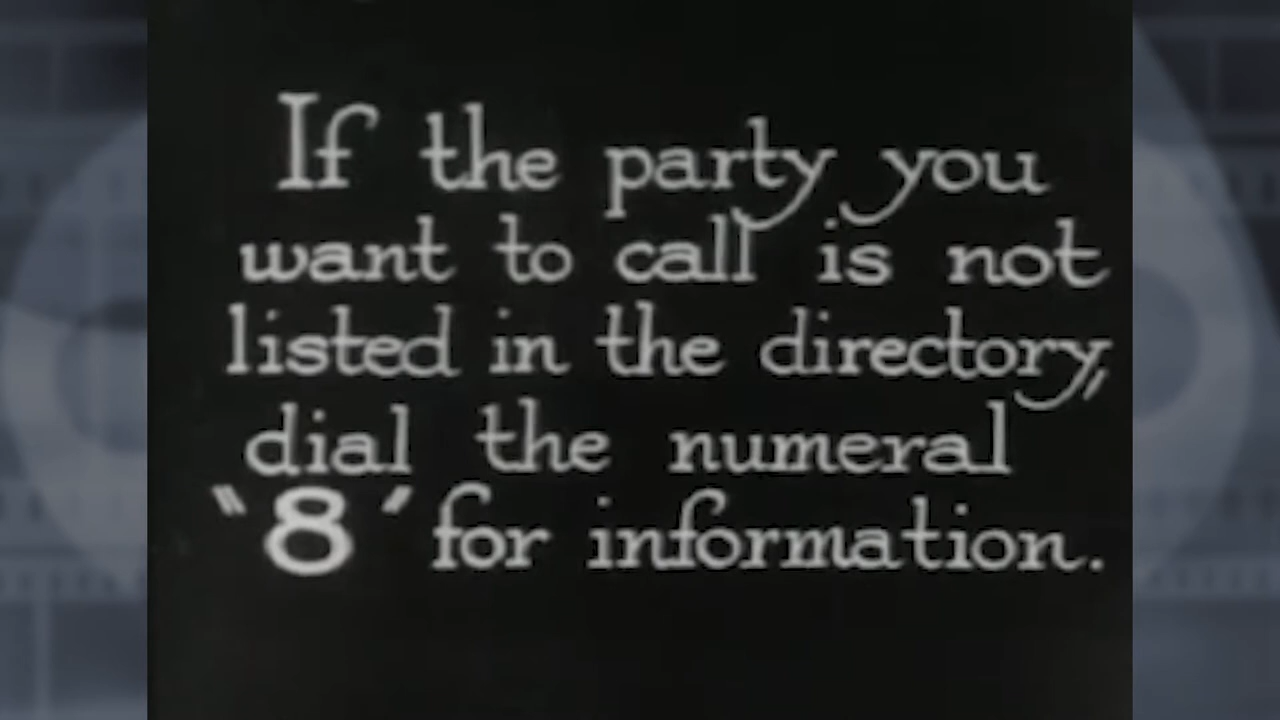 If the party you
want to call is not
listed in the directory,
dial the numeral
"8" for information.